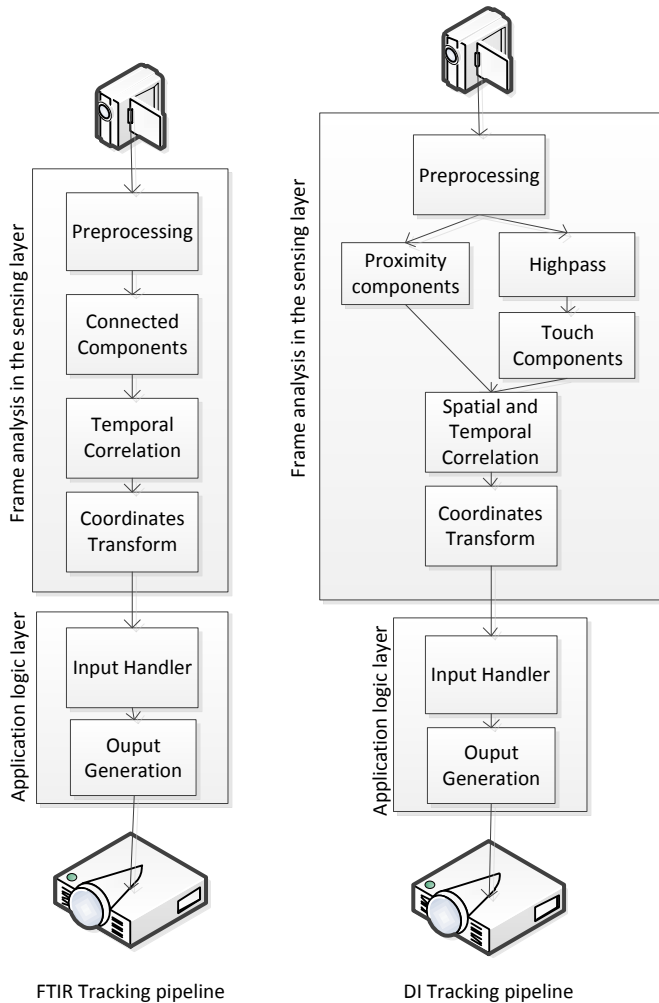 Frame analysis in the sensing layer
Preprocessing
Connected
Components
Temporal
Correlation
Coordinates
Transform
Application logic layer
Input Handler
Ouput
Generation
FTIR Tracking pipeline
Frame analysis in the sensing layer
Preprocessing
Proximity
components
Highpass
Touch
Components
Spatial and
Temporal
Correlation
Coordinates
Transform
Application logic layer
Input Handler
Ouput
Generation
DI Tracking pipeline